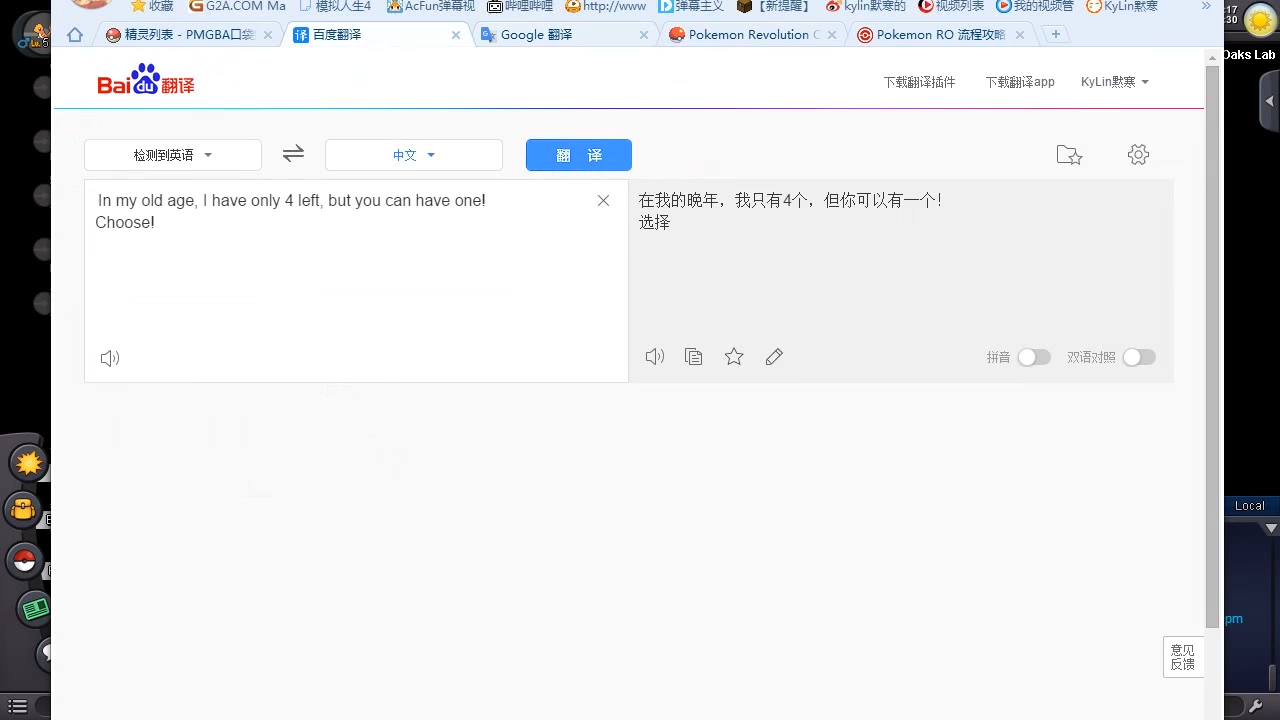 收藏
G2A.COM Ma
模拟人生4
AcFun弹幕视
哔哩哔哩
http://www
弹幕主义
【新提醒】
kylin默寒的
视频列表
我的视频管
KyLin默寒
»
精灵列表 - PMGBA口袋
百度翻译
Google 翻译
Pokemon Revolution
Pokemon RO 流程攻略
Oaks Lab
Baidu翻译
下载翻译插件
下载翻译app
KyLin默寒
检测到英语
中文
翻 译
In my old age, I have only 4 left, but you can have one!
Choose!
在我的晚年，我只有4个，但你可以有一个！
选择
拼音
双语对照
Local
pm
意见
反馈